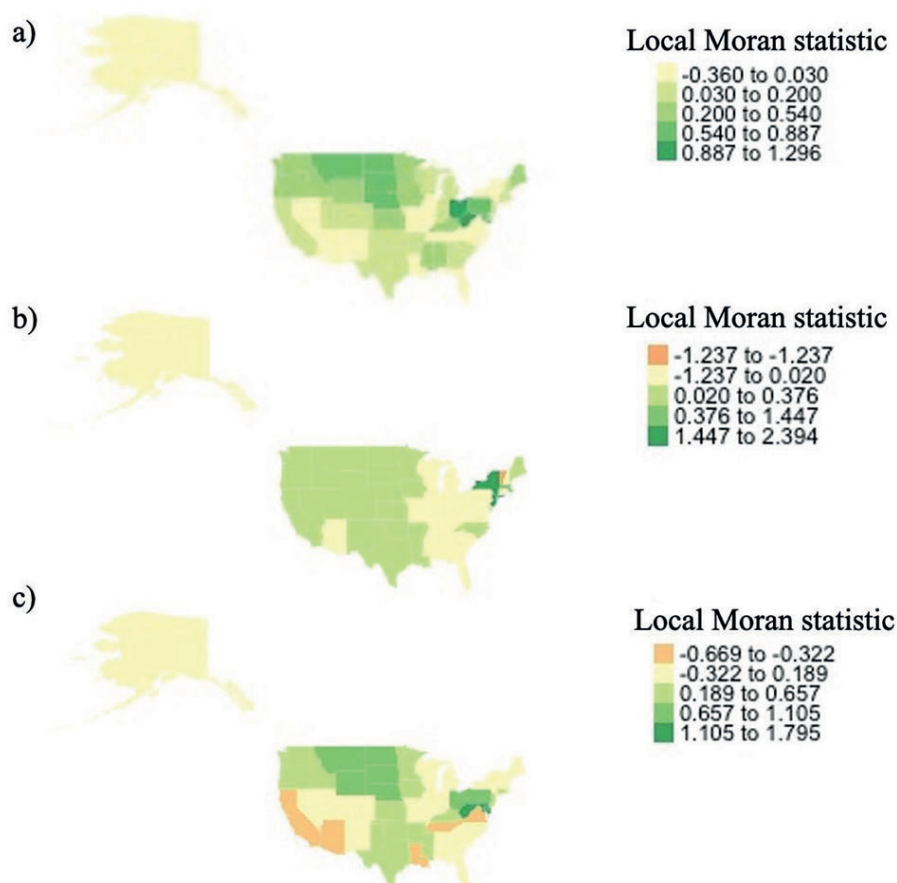 a)
Local Moran statistic
-0.360 to 0.030
0.030 to 0.200
0.200 to 0.540
0.540 to 0.887
0.887 to 1.296
b)
Local Moran statistic
-1.237 to -1.237
-1.237 to 0.020
0.020 to 0.376
0.376 to 1.447
1.447 to 2.394
c)
Local Moran statistic
-0.669 to -0.322
-0.322 to 0.189
0.189 to 0.657
0.657 to 1.105
1.105 to 1.795